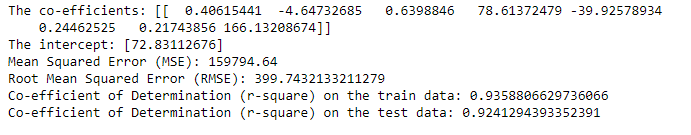 The co-efficients: [[  0.40615441  -4.64732685   0.6398846   78.61372479 -39.92578934
    0.24462525   0.21743856 166.13208674]]
The intercept: [72.83112676]
Mean Squared Error (MSE): 159794.64
Root Mean Squared Error (RMSE): 399.7432133211279
Co-efficient of Determination (r-square) on the train data: 0.9358806629736066
Co-efficient of Determination (r-square) on the test data: 0.9241294393352391